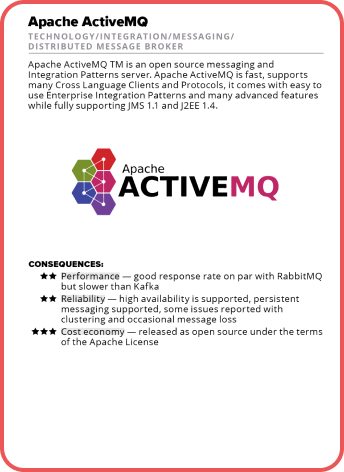 Apache ActiveMQ
TECHNOLOGY/INTEGRATION/MESSAGING/
DISTRIBUTED MESSAGE BROKER
Apache ActiveMQ TM is an open source messaging and
Integration Patterns server. Apache ActiveMQ is fast, supports
many Cross Language Clients and Protocols, it comes with easy to
use Enterprise Integration Patterns and many advanced features
while fully supporting JMS 1.1 and J2EE 1.4.
Apache
ACTIVEMQ
CONSEQUENCES:
★★ Performance — good response rate on par with RabbitMQ
but slower than Kafka
★★ Reliability — high availability is supported, persistent
messaging supported, some issues reported with
clustering and occasional message loss
★★★ Cost economy — released as open source under the terms
of the Apache License